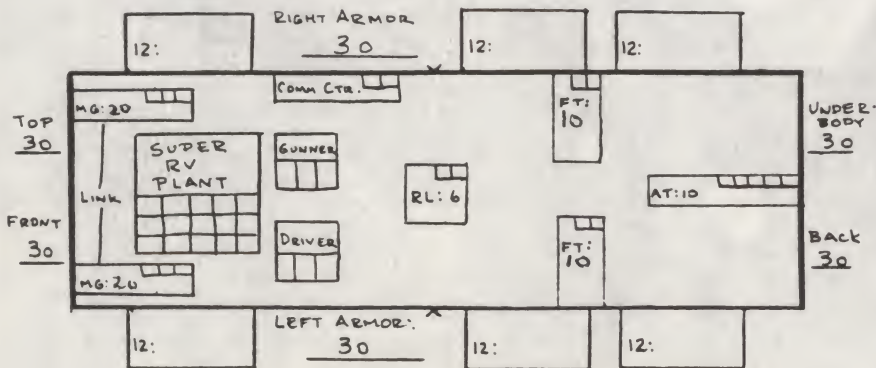 RIGHT ARMOR
30
12:
12:
12:
COMM CTR.
MG: 20
FT:
10
TOP
30
UNDER-
BODY
30
SUPER
RV
PLANT
GUNNER
LINK
RL: 6
AT: 10
FRONT
30
DRIVER
FT:
10
BACK
30
MG: 20
LEFT ARMOR:
30
12:
12:
12: